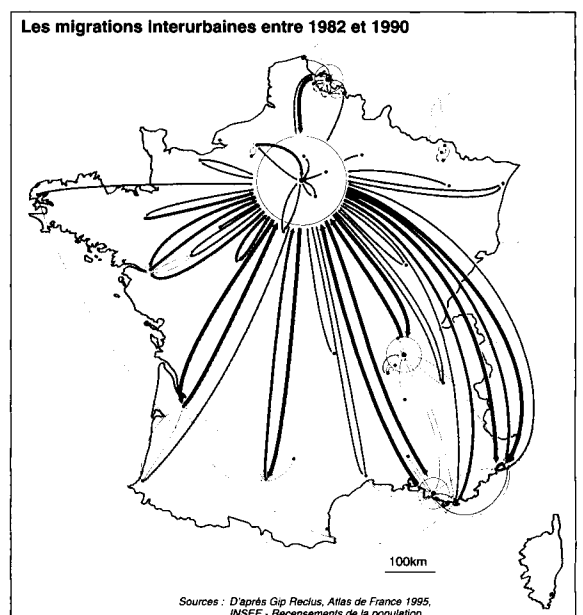 Les migrations interurbaines entre 1982 et 1990
100km
Sources : D'après Gip Reclus, Atlas de France 1995,
INSEE - Recensements de la population